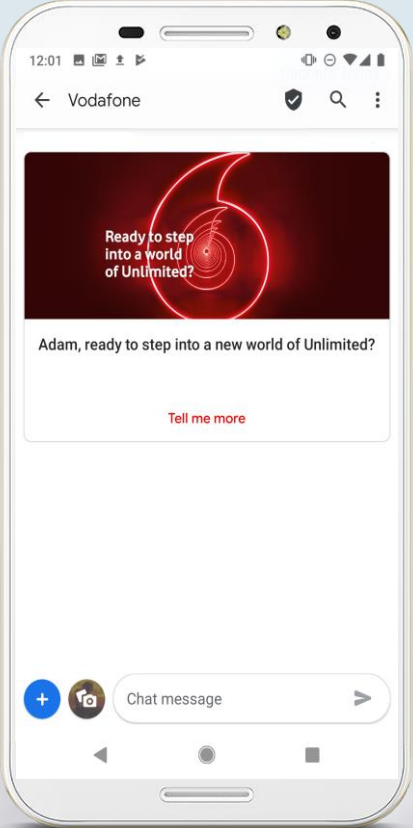 12:01
Vodafone
Ready to step
into a world
of Unlimited?
Adam, ready to step into a new world of Unlimited?
Tell me more
Chat message